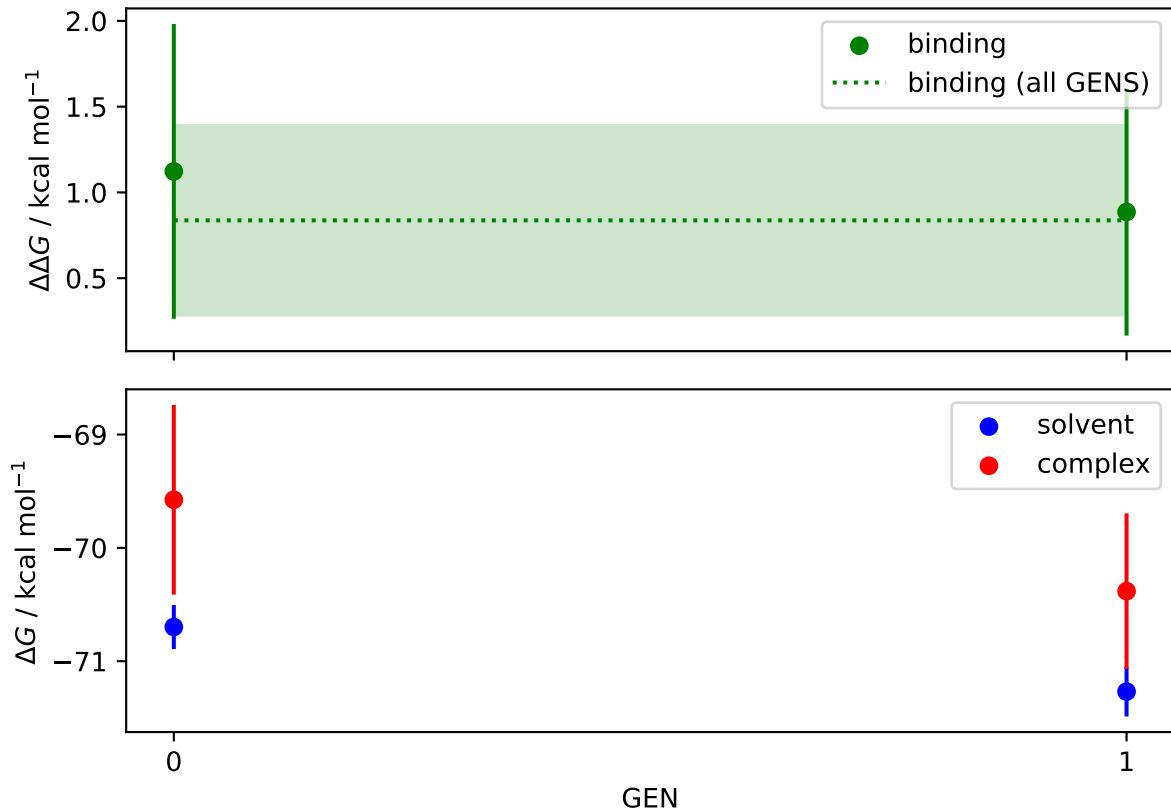 2.0
1.5
1.0
0.5
ΔΔG / kcal mol⁻¹
binding
binding (all GENS)
−69
−70
−71
ΔG / kcal mol⁻¹
solvent
complex
0
1
GEN